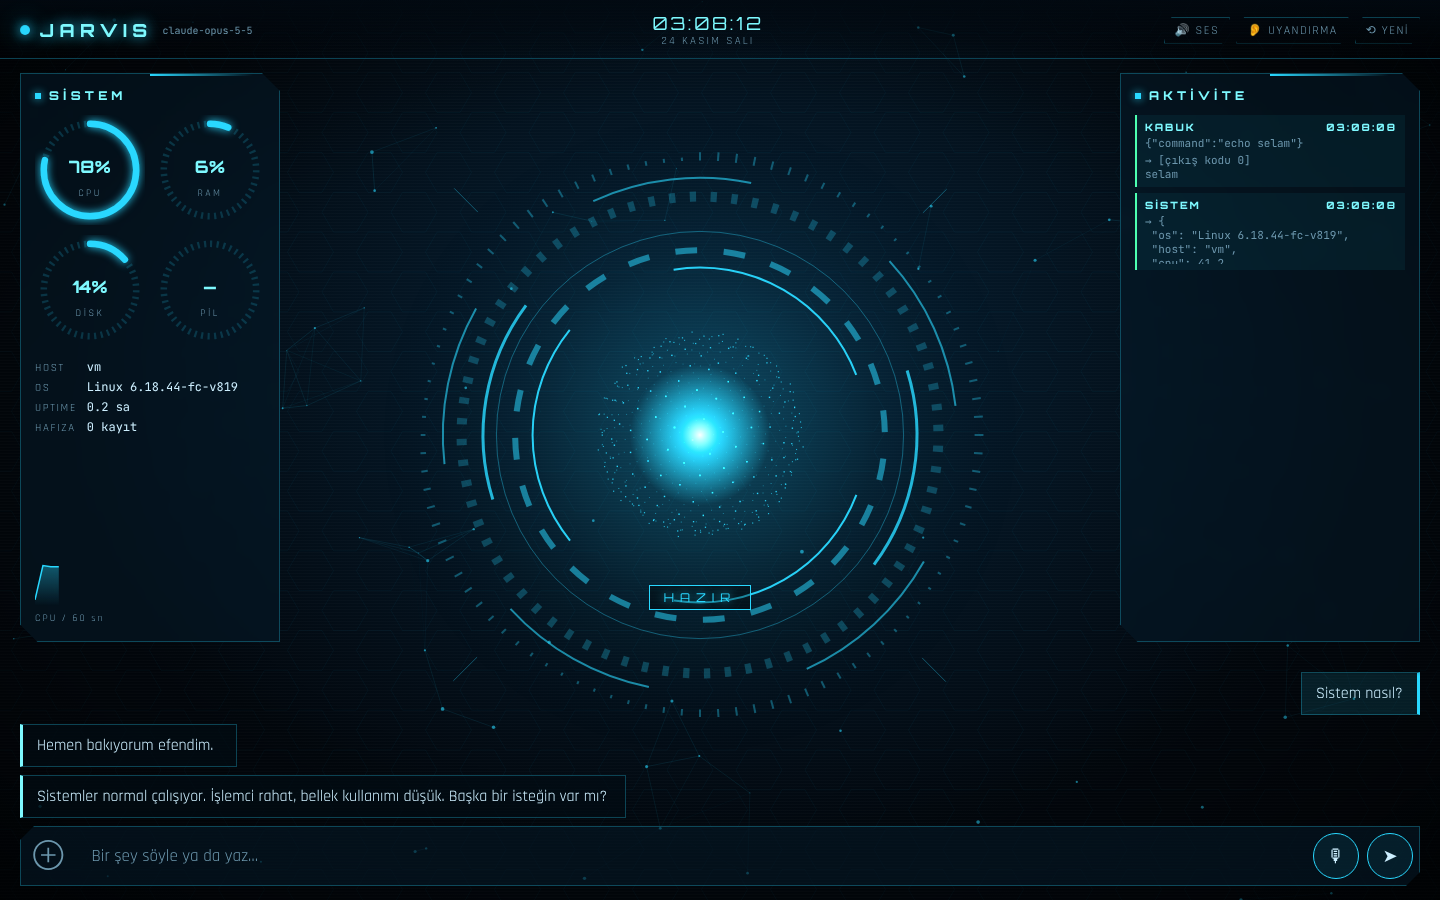 JARVIS claude-opus-5-5
03:08:12
24 KASIM SALI
SES
UYANDIRMA
YENİ
SİSTEM
78%
CPU
6%
RAM
14%
DİSK
—
PİL
HOST vm
OS Linux 6.18.44-fc-v819
UPTIME 0.2 sa
HAFIZA 0 kayıt
CPU / 60 sn
HAZIR
AKTİVİTE
KABUK 03:08:08
{"command":"echo selam"}
→ [çıkış kodu 0]
selam
SİSTEM 03:08:08
→ {
"os": "Linux 6.18.44-fc-v819",
"host": "vm",
"cpu": 41.2
Sistem nasıl?
Hemen bakıyorum efendim.
Sistemler normal çalışıyor. İşlemci rahat, bellek kullanımı düşük. Başka bir isteğin var mı?
Bir şey söyle ya da yaz...